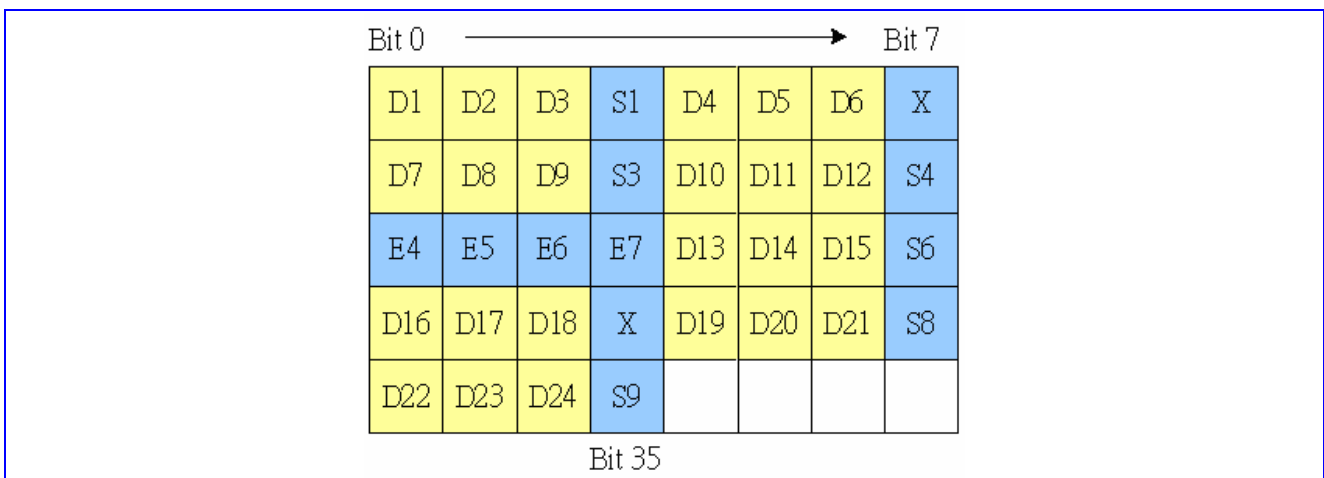 Bit 0 Bit 7
D1 D2 D3 S1 D4 D5 D6 X
D7 D8 D9 S3 D10 D11 D12 S4
E4 E5 E6 E7 D13 D14 D15 S6
D16 D17 D18 X D19 D20 D21 S8
D22 D23 D24 S9
Bit 35